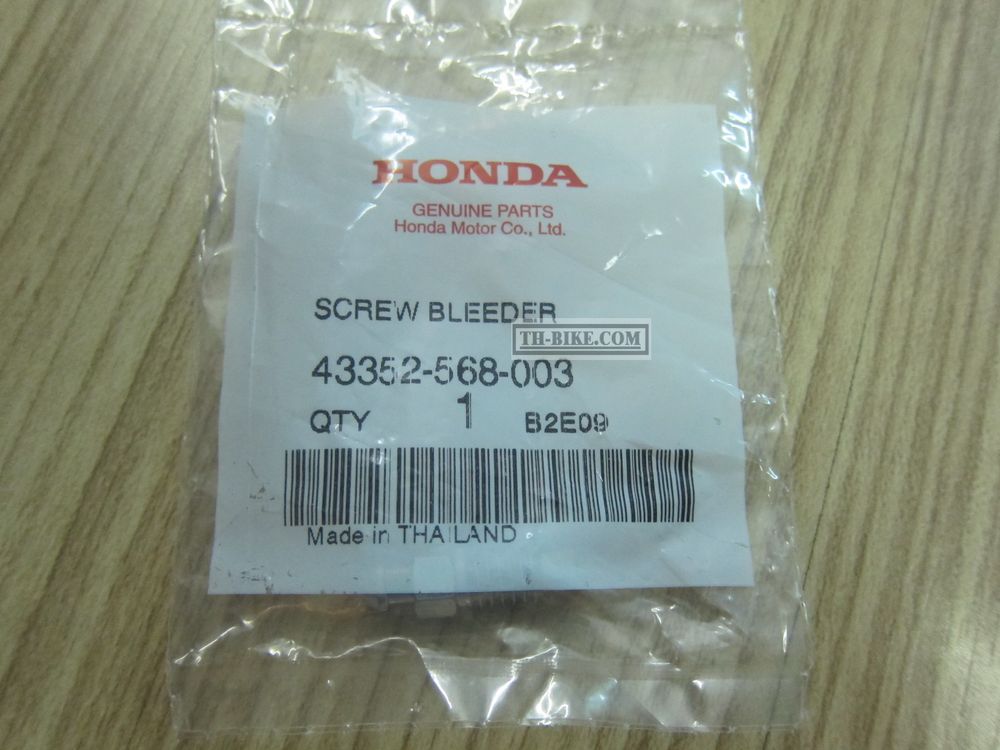 HONDA
GENUINE PARTS
Honda Motor Co., Ltd.
SCREW BLEEDER
TH-BIKE.COM
43352-568-003
QTY 1 B2E09
Made in THAILAND